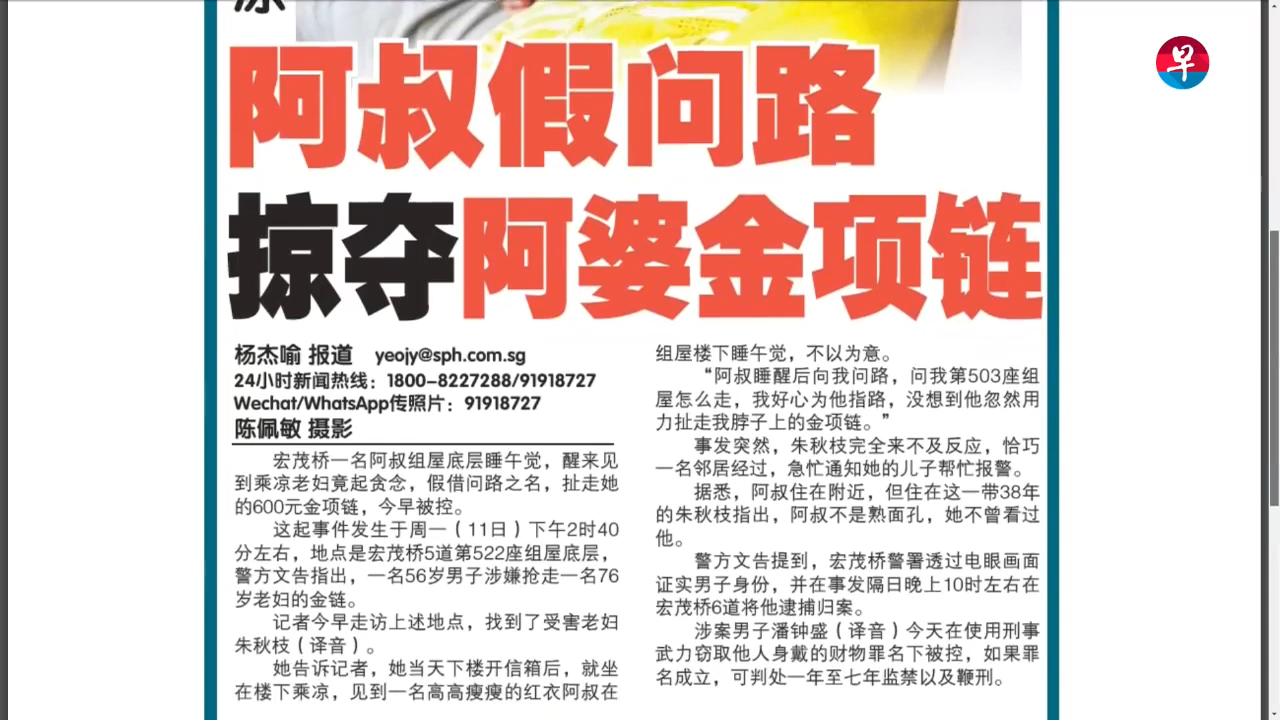 早
阿叔假问路
掠夺阿婆金项链
杨杰喻 报道 yeojy@sph.com.sg
24小时新闻热线：1800-8227288/91918727
Wechat/WhatsApp传照片：91918727
陈佩敏 摄影
宏茂桥一名阿叔组屋底层睡午觉，醒来见
到乘凉老妇竟起贪念，假借问路之名，扯走她
的600元金项链，今早被控。
这起事件发生于周一（11日）下午2时40
分左右，地点是宏茂桥5道第522座组屋底层，
警方文告指出，一名56岁男子涉嫌抢走一名76
岁老妇的金链。
记者今早走访上述地点，找到了受害老妇
朱秋枝（译音）。
她告诉记者，她当天下楼开信箱后，就坐
在楼下乘凉，见到一名高高瘦瘦的红衣阿叔在
组屋楼下睡午觉，不以为意。
“阿叔睡醒后向我问路，问我第503座组
屋怎么走，我好心为他指路，没想到他忽然用
力扯走我脖子上的金项链。”
事发突然，朱秋枝完全来不及反应，恰巧
一名邻居经过，急忙通知她的儿子帮忙报警。
据悉，阿叔住在附近，但住在这一带38年
的朱秋枝指出，阿叔不是熟面孔，她不曾看过
他。
警方文告提到，宏茂桥警署透过电眼画面
证实男子身份，并在事发隔日晚上10时左右在
宏茂桥6道将他逮捕归案。
涉案男子潘钟盛（译音）今天在使用刑事
武力窃取他人身戴的财物罪名下被控，如果罪
名成立，可判处一年至七年监禁以及鞭刑。